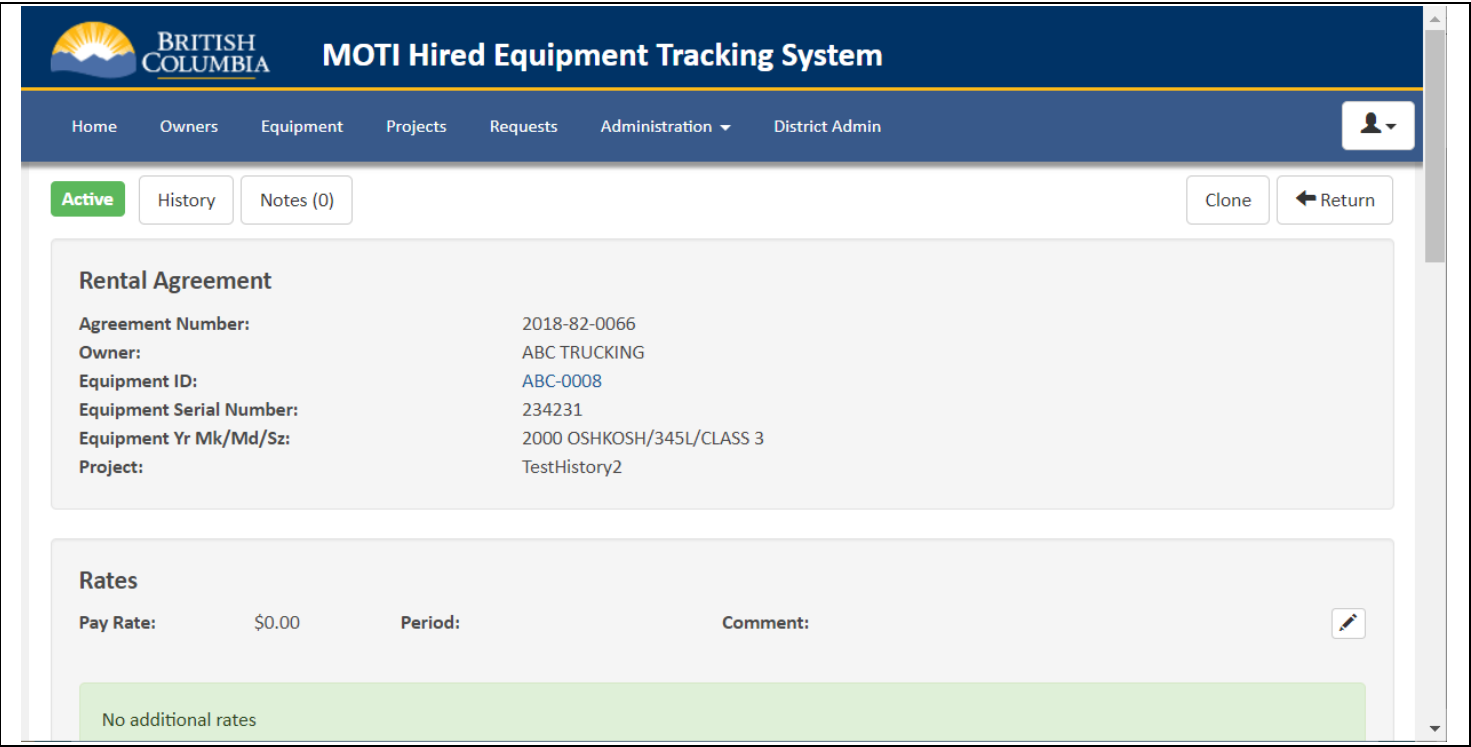 BRITISH
COLUMBIA
MOTI Hired Equipment Tracking System
Home Owners Equipment Projects Requests Administration District Admin
Active History Notes (0) Clone Return
Rental Agreement
Agreement Number: 2018-82-0066
Owner: ABC TRUCKING
Equipment ID: ABC-0008
Equipment Serial Number: 234231
Equipment Yr Mk/Md/Sz: 2000 OSHKOSH/345L/CLASS 3
Project: TestHistory2
Rates
Pay Rate: $0.00 Period: Comment:
No additional rates